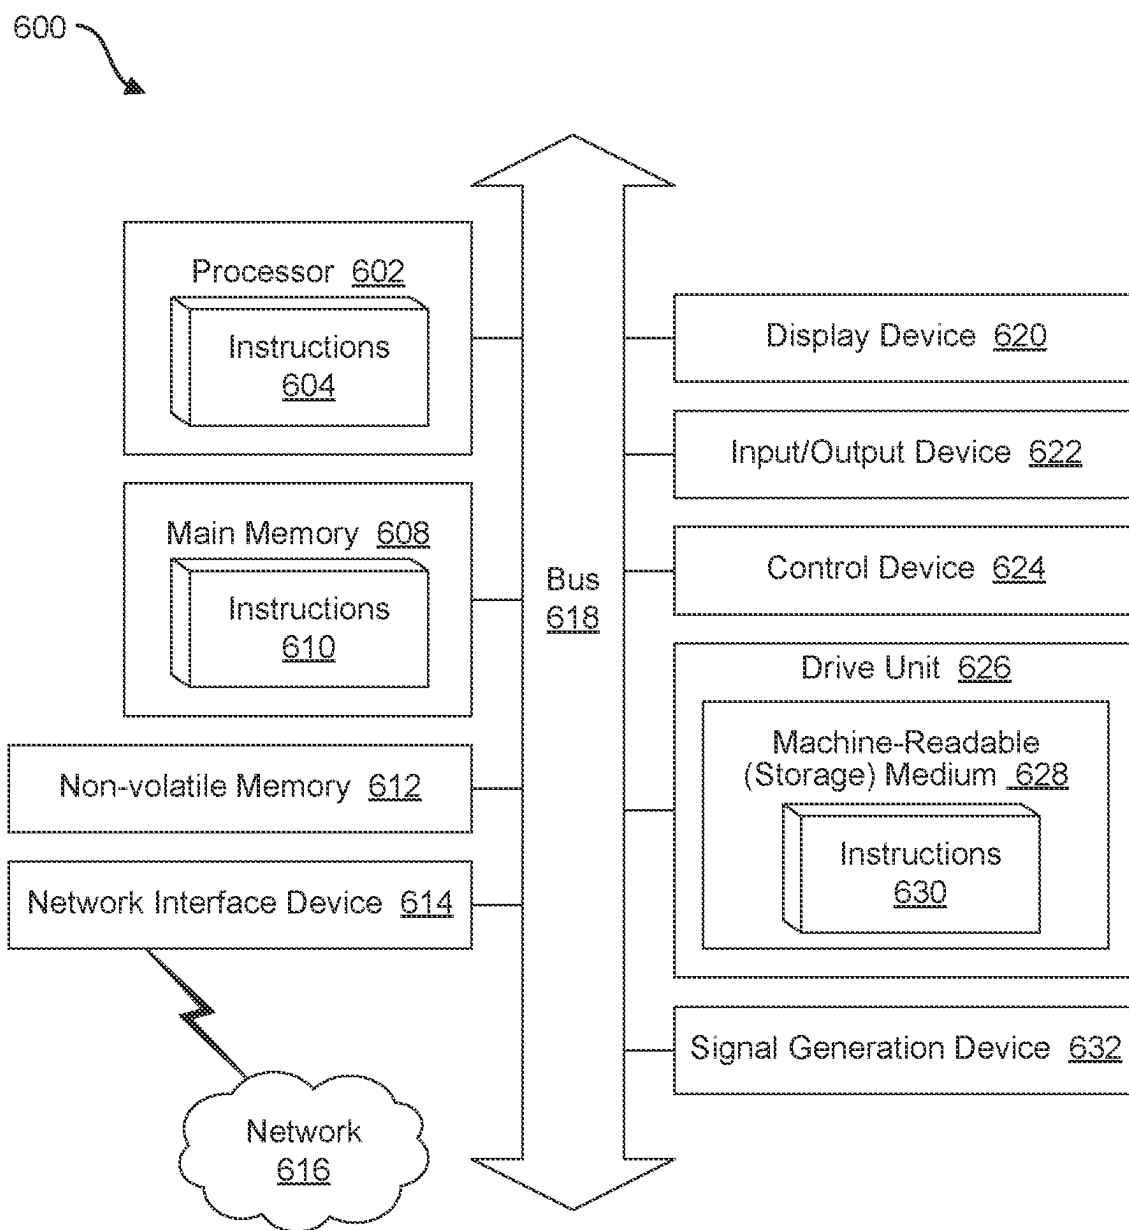 600
Processor 602
Instructions
604
Main Memory 608
Instructions
610
Non-volatile Memory 612
Network Interface Device 614
Network
616
Bus
618
Display Device 620
Input/Output Device 622
Control Device 624
Drive Unit 626
Machine-Readable
(Storage) Medium 628
Instructions
630
Signal Generation Device 632